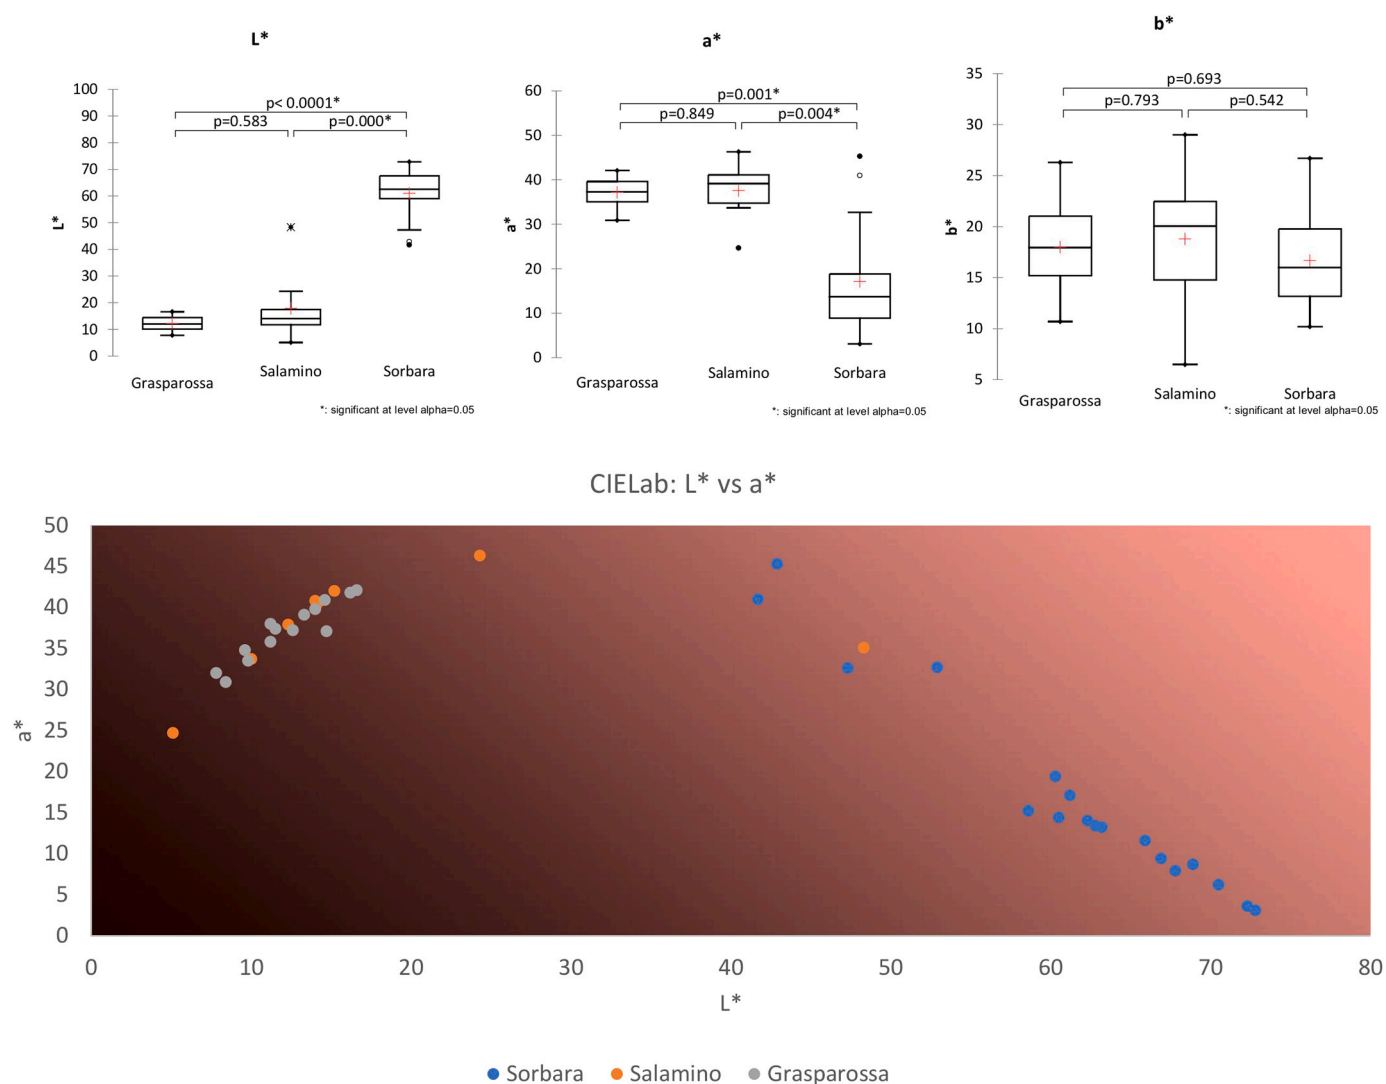 L*
a*
b*
100
90
80
70
60
50
40
30
20
10
0
L*
p< 0.0001*
p=0.583
p=0.000*
Grasparossa
Salamino
Sorbara
*: significant at level alpha=0.05
60
50
40
30
20
10
0
a*
p=0.001*
p=0.849
p=0.004*
Grasparossa
Salamino
Sorbara
*: significant at level alpha=0.05
35
30
25
20
15
10
5
b*
p=0.693
p=0.793
p=0.542
Grasparossa
Salamino
Sorbara
*: significant at level alpha=0.05
CIELab: L* vs a*
50
45
40
35
30
25
20
15
10
5
0
a*
0 10 20 30 40 50 60 70 80
L*
Sorbara Salamino Grasparossa